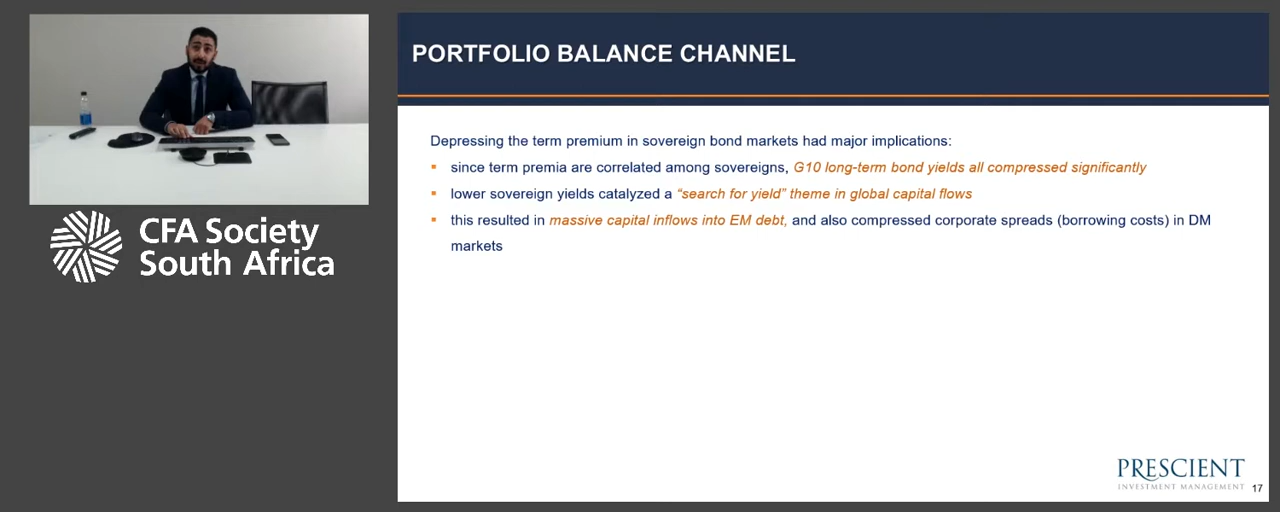 CFA Society
South Africa
PORTFOLIO BALANCE CHANNEL
Depressing the term premium in sovereign bond markets had major implications:
▪ since term premia are correlated among sovereigns, G10 long-term bond yields all compressed significantly
▪ lower sovereign yields catalyzed a “search for yield” theme in global capital flows
▪ this resulted in massive capital inflows into EM debt, and also compressed corporate spreads (borrowing costs) in DM
markets
PRESCIENT
INVESTMENT MANAGEMENT
17